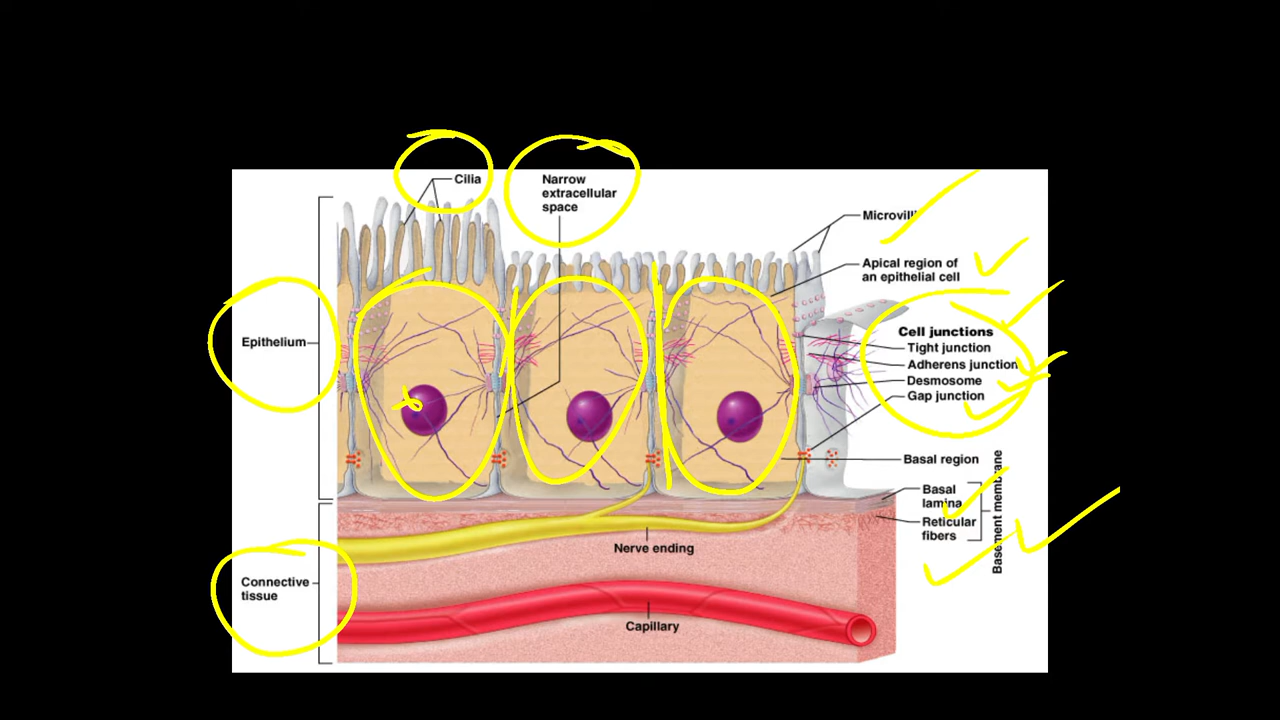 Cilia
Narrow
extracellular
space
Microvilli
Apical region of
an epithelial cell
Epithelium
Cell junctions
Tight junction
Adherens junction
Desmosome
Gap junction
Basal region
Basal
lamina
Reticular
fibers
Basement membrane
Nerve ending
Connective
tissue
Capillary